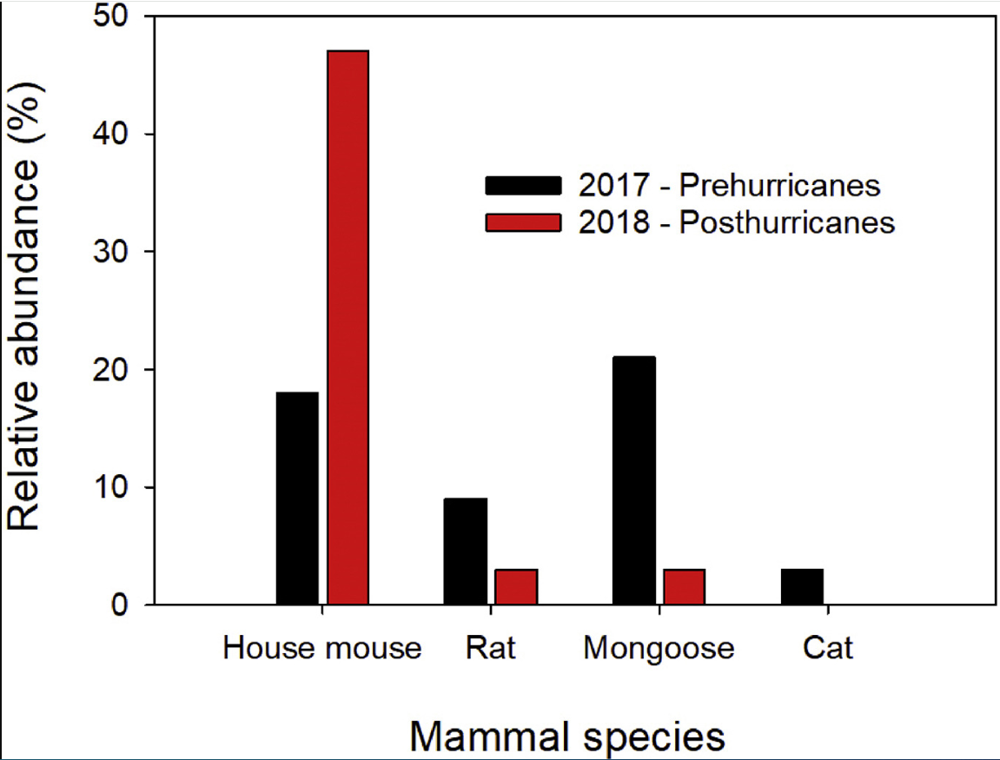 Relative abundance (%)
50
40
30
20
10
0
2017 - Prehurricanes
2018 - Posthurricanes
House mouse Rat Mongoose Cat
Mammal species